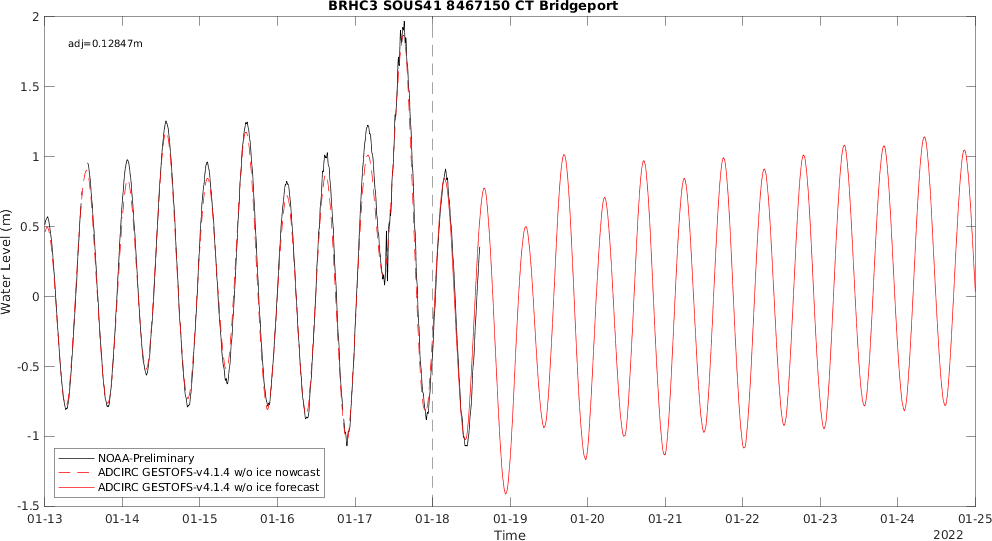 BRHC3 SOUS41 8467150 CT Bridgeport
adj=0.12847m
2
1.5
1
0.5
0
-0.5
-1
-1.5
Water Level (m)
NOAA-Preliminary
ADCIRC GESTOFS-v4.1.4 w/o ice nowcast
ADCIRC GESTOFS-v4.1.4 w/o ice forecast
01-13 01-14 01-15 01-16 01-17 01-18 01-19 01-20 01-21 01-22 01-23 01-24 01-25
Time
2022